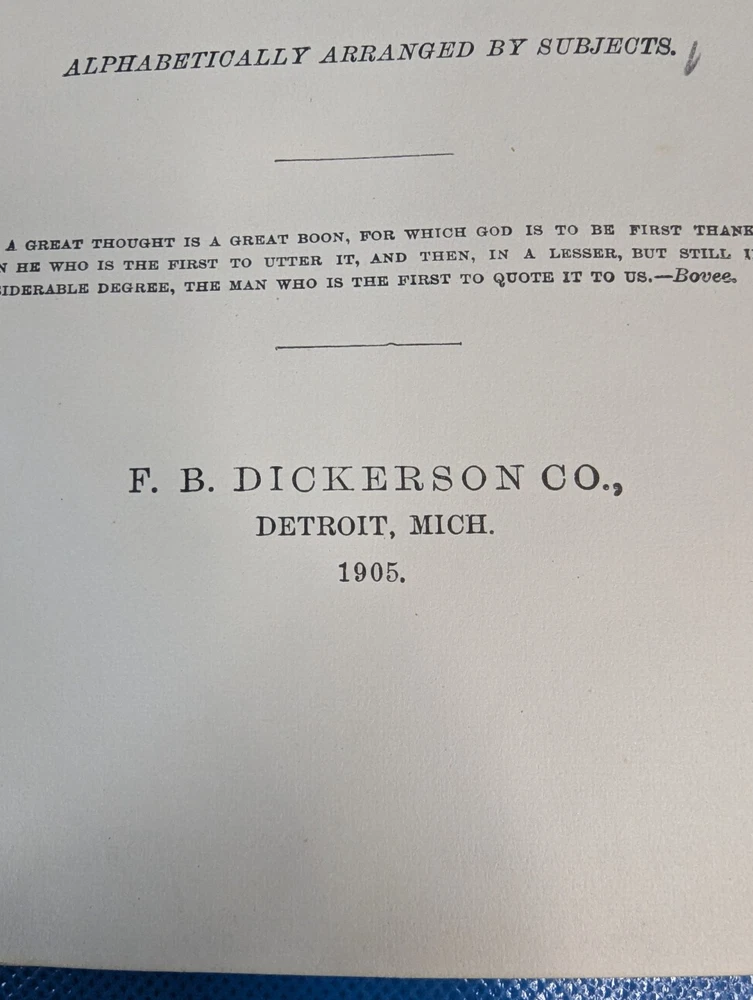 ALPHABETICALLY ARRANGED BY SUBJECTS.
A GREAT THOUGHT IS A GREAT BOON, FOR WHICH GOD IS TO BE FIRST THANK
N HE WHO IS THE FIRST TO UTTER IT, AND THEN, IN A LESSER, BUT STILL I
SIDERABLE DEGREE, THE MAN WHO IS THE FIRST TO QUOTE IT TO US.—Bovee.
F. B. DICKERSON CO.,
DETROIT, MICH.
1905.